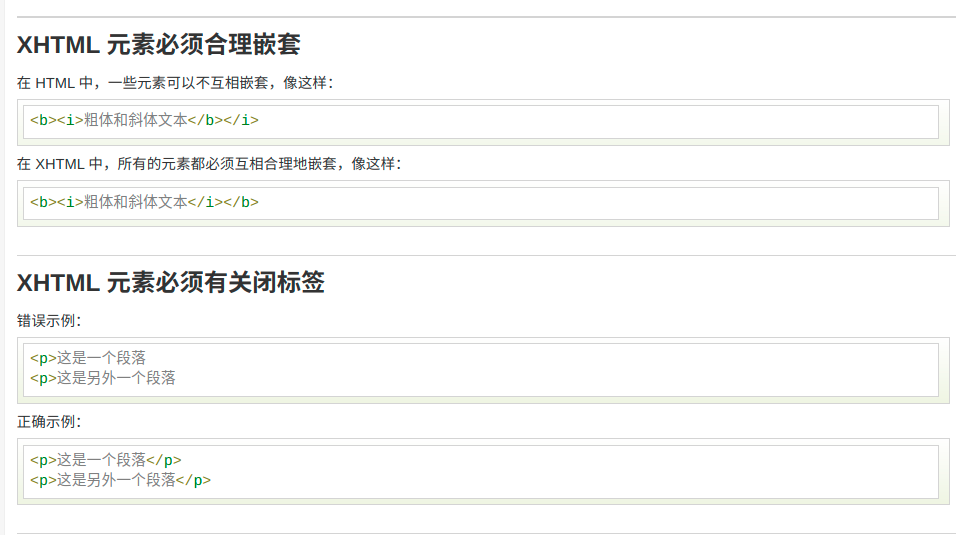 XHTML 元素必须合理嵌套
在 HTML 中，一些元素可以不互相嵌套，像这样：
<b><i>粗体和斜体文本</b></i>
在 XHTML 中，所有的元素都必须互相合理地嵌套，像这样：
<b><i>粗体和斜体文本</i></b>
XHTML 元素必须有关闭标签
错误示例：
<p>这是一个段落
<p>这是另外一个段落
正确示例：
<p>这是一个段落</p>
<p>这是另外一个段落</p>